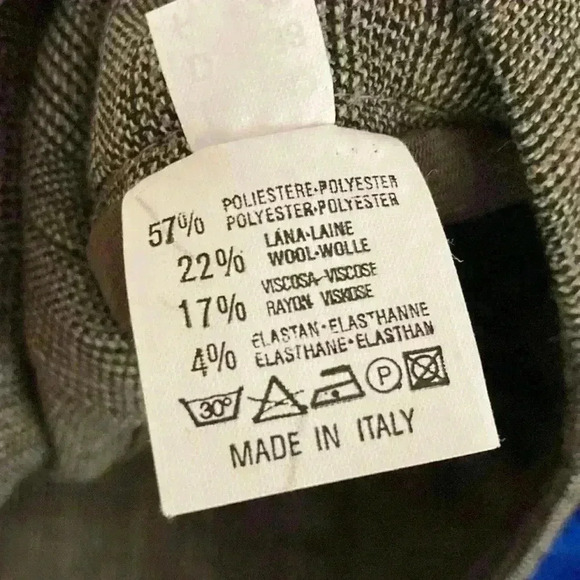 57% POLIESTERE·POLYESTER
POLYESTER·POLYESTER
22% LÁNA·LAINE
WOOL·WOLLE
17% VISCOSA-VISCOSE
RAYON VISKOSE
4% ELASTAN·ELASTHANNE
ELASTHANE·ELASTHAN
30° P
MADE IN ITALY